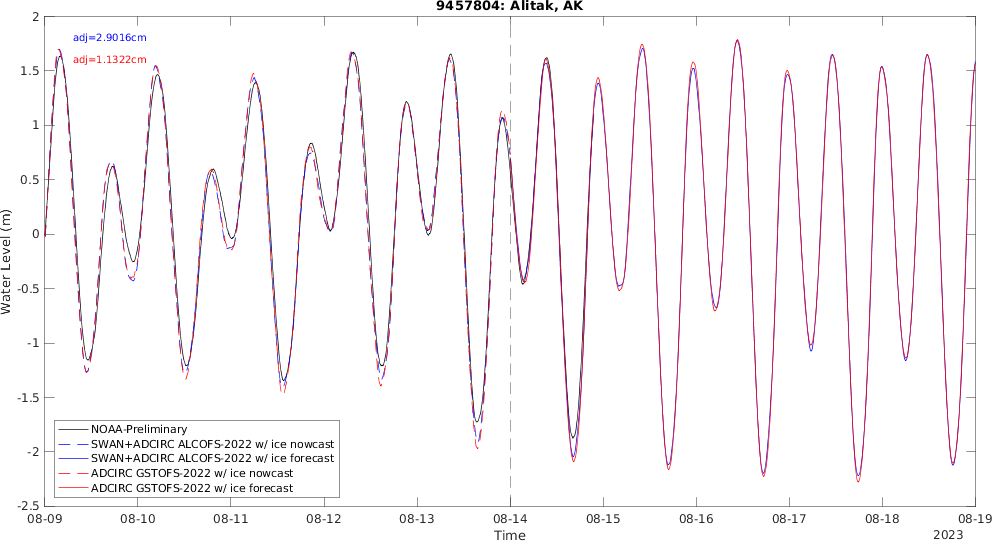 9457804: Alitak, AK
adj=2.9016cm
adj=1.1322cm
Water Level (m)
2
1.5
1
0.5
0
-0.5
-1
-1.5
-2
-2.5
NOAA-Preliminary
SWAN+ADCIRC ALCOFS-2022 w/ ice nowcast
SWAN+ADCIRC ALCOFS-2022 w/ ice forecast
ADCIRC GSTOFS-2022 w/ ice nowcast
ADCIRC GSTOFS-2022 w/ ice forecast
08-09 08-10 08-11 08-12 08-13 08-14 08-15 08-16 08-17 08-18 08-19
Time
2023